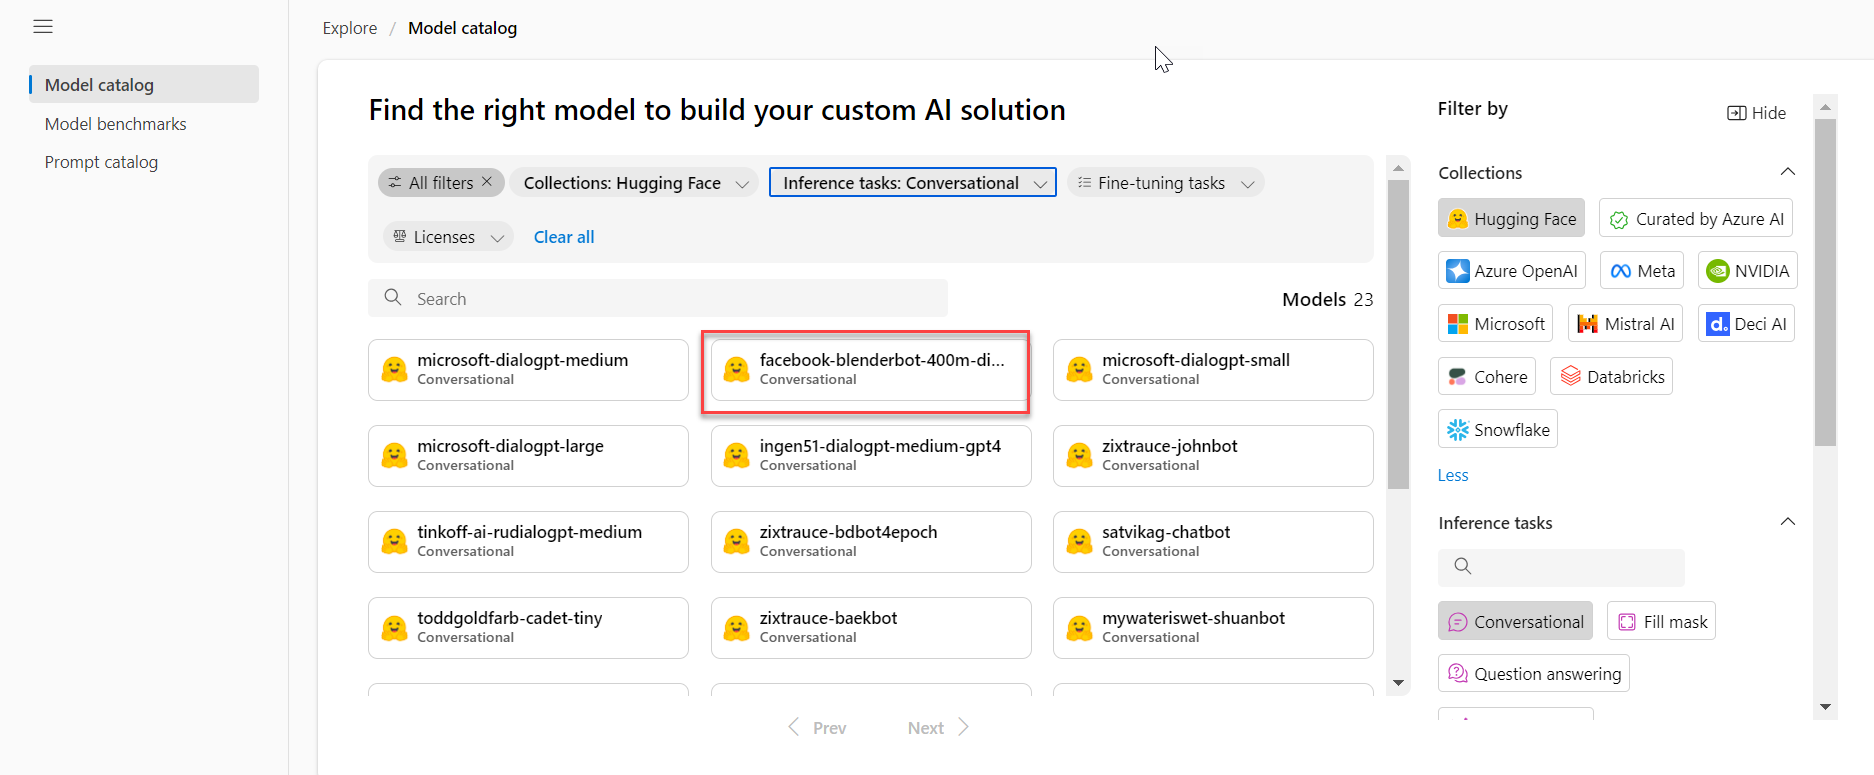 Explore / Model catalog
Model catalog
Model benchmarks
Prompt catalog
Find the right model to build your custom AI solution
All filters
Collections: Hugging Face
Inference tasks: Conversational
Fine-tuning tasks
Licenses
Clear all
Search
Models 23
microsoft-dialogpt-medium
Conversational
facebook-blenderbot-400m-di...
Conversational
microsoft-dialogpt-small
Conversational
microsoft-dialogpt-large
Conversational
ingen51-dialogpt-medium-gpt4
Conversational
zixtrauce-johnbot
Conversational
tinkoff-ai-rudialogpt-medium
Conversational
zixtrauce-bdbot4epoch
Conversational
satvikag-chatbot
Conversational
toddgoldfarb-cadet-tiny
Conversational
zixtrauce-baekbot
Conversational
mywateriswet-shuanbot
Conversational
Prev
Next
Filter by
Hide
Collections
Hugging Face
Curated by Azure AI
Azure OpenAI
Meta
NVIDIA
Microsoft
Mistral AI
Deci AI
Cohere
Databricks
Snowflake
Less
Inference tasks
Conversational
Fill mask
Question answering